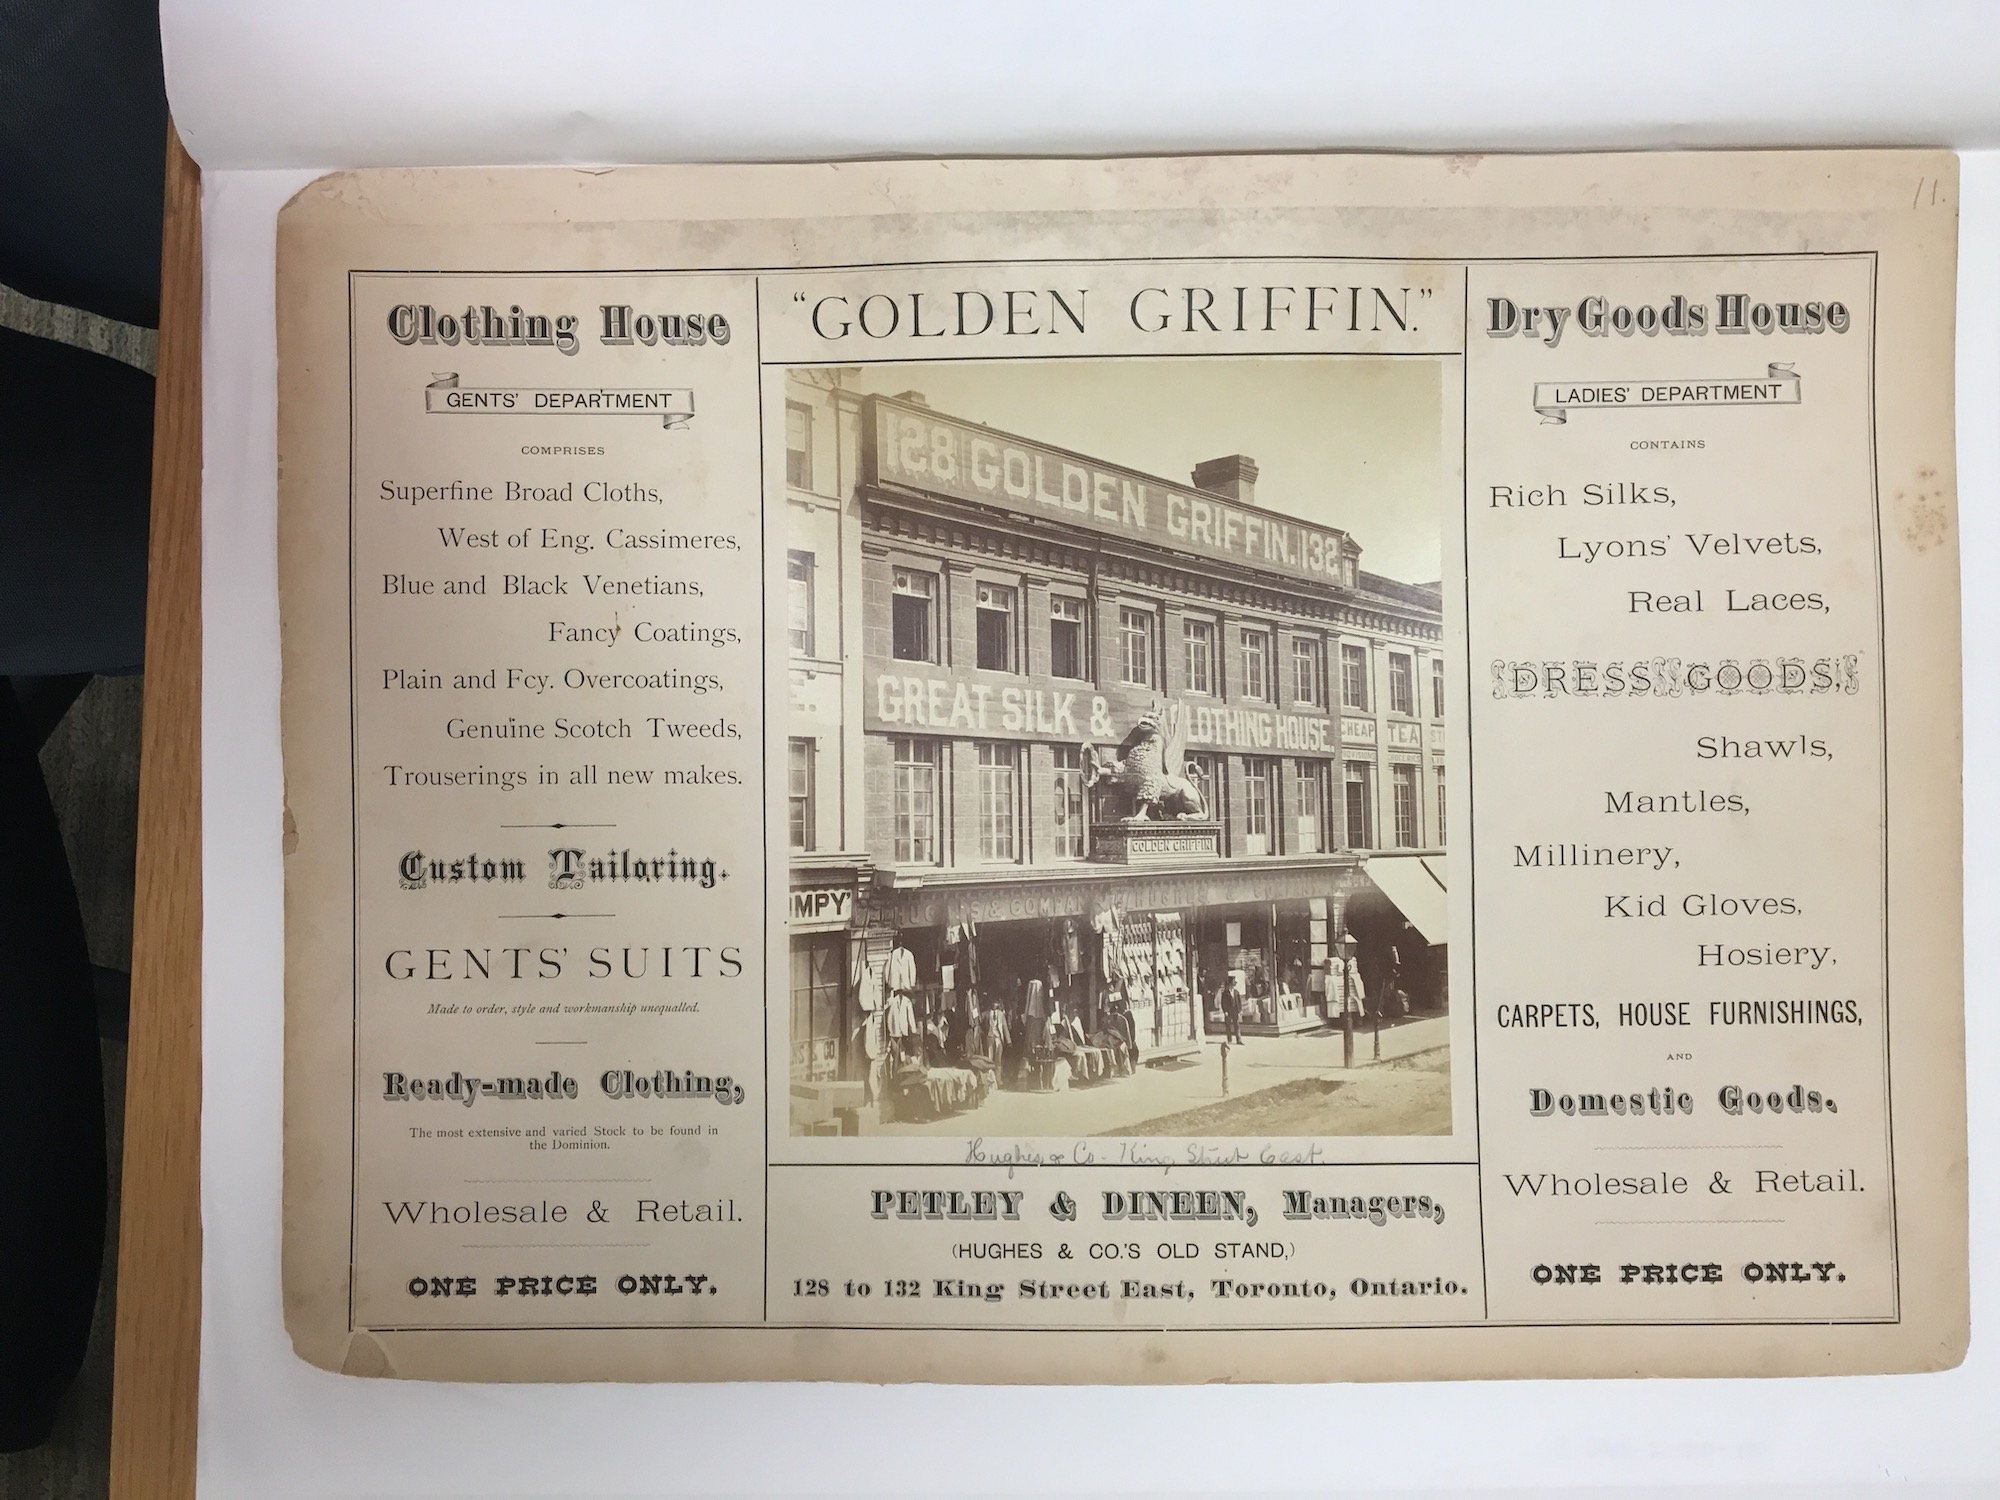 11.
Clothing House
GENTS' DEPARTMENT
COMPRISES
Superfine Broad Cloths,
West of Eng. Cassimeres,
Blue and Black Venetians,
Fancy Coatings,
Plain and Fcy. Overcoatings,
Genuine Scotch Tweeds,
Trouserings in all new makes.
Custom Tailoring.
GENTS' SUITS
Made to order, style and workmanship unequalled.
Ready-made Clothing,
The most extensive and varied Stock to be found in
the Dominion.
Wholesale & Retail.
ONE PRICE ONLY.
"GOLDEN GRIFFIN."
128 GOLDEN GRIFFIN. 132
GREAT SILK & CLOTHING HOUSE.
CHEAP TEA
GOLDEN GRIFFIN
MPY'
HUGHES & COMPANY HUGHES &
& CO
Hughes & Co. King Street East.
PETLEY & DINEEN, Managers,
(HUGHES & CO.'S OLD STAND,)
128 to 132 King Street East, Toronto, Ontario.
Dry Goods House
LADIES' DEPARTMENT
CONTAINS
Rich Silks,
Lyons' Velvets,
Real Laces,
DRESS GOODS,
Shawls,
Mantles,
Millinery,
Kid Gloves,
Hosiery,
CARPETS, HOUSE FURNISHINGS,
AND
Domestic Goods.
Wholesale & Retail.
ONE PRICE ONLY.